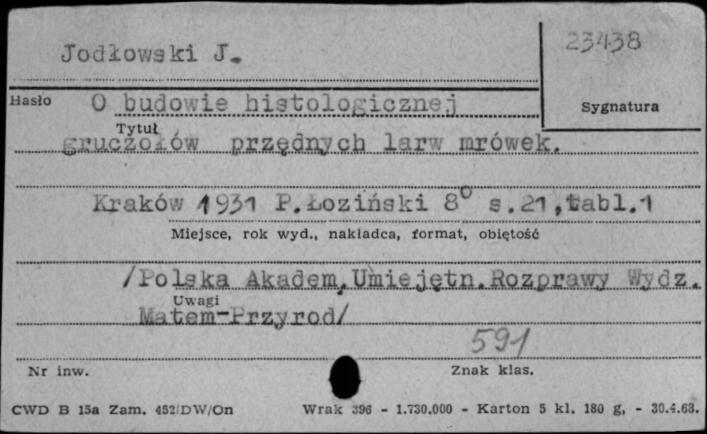 Jodłowski J.
23438
Hasło
O budowie histologicznej
Sygnatura
Tytuł
gruczołów przędnych larw mrówek.
Kraków 1931 P.Łoziński 8° s.21,tabl.1
Miejsce, rok wyd., nakładca, format, objętość
/Polska Akadem.Umiejętn.Rozprawy Wydz.
Uwagi
Matem-Przyrod/
591
Nr inw.
Znak klas.
CWD B 15a Zam. 452/DW/On Wrak 396 - 1.730.000 - Karton 5 kl. 180 g, - 30.4.63.